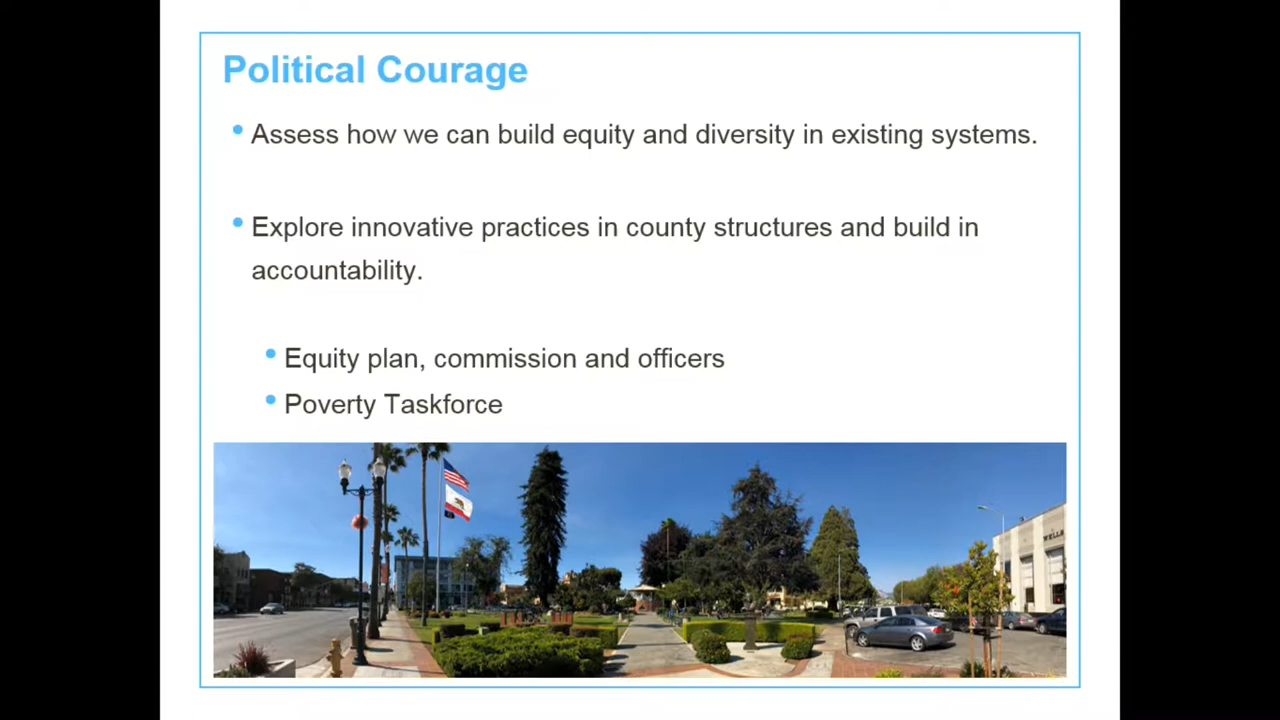 Political Courage
Assess how we can build equity and diversity in existing systems.
Explore innovative practices in county structures and build in
accountability.
Equity plan, commission and officers
Poverty Taskforce
WELLS